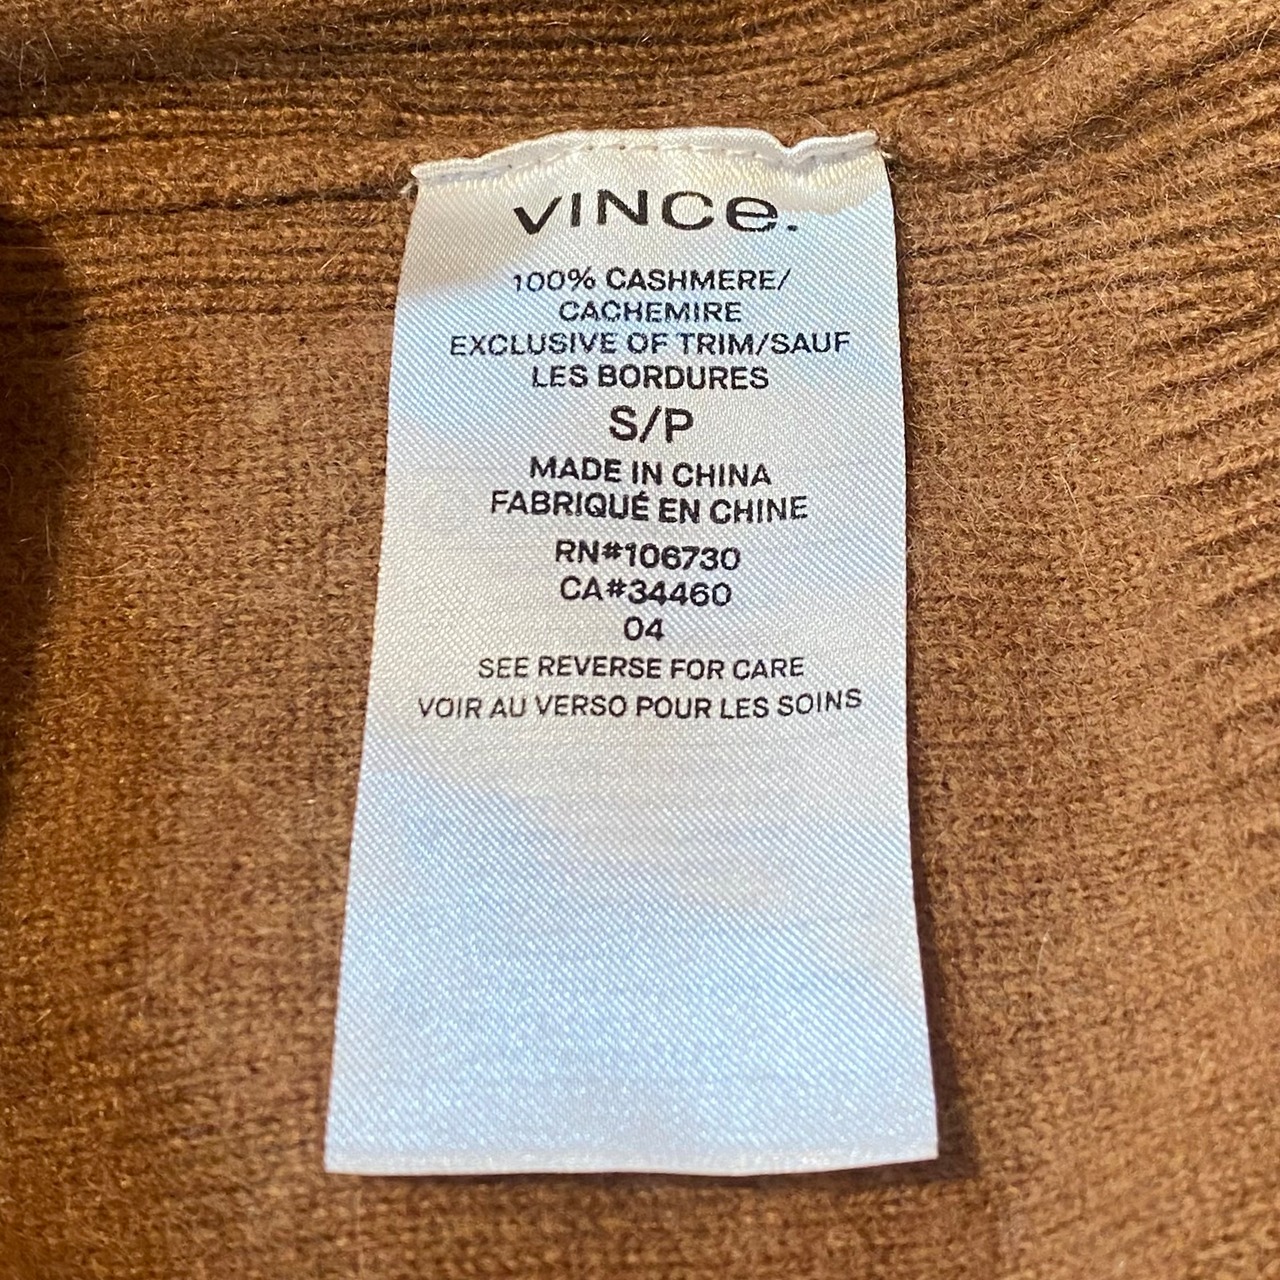 VINCe.
100% CASHMERE/
CACHEMIRE
EXCLUSIVE OF TRIM/SAUF
LES BORDURES
S/P
MADE IN CHINA
FABRIQUÉ EN CHINE
RN#106730
CA#34460
04
SEE REVERSE FOR CARE
VOIR AU VERSO POUR LES SOINS